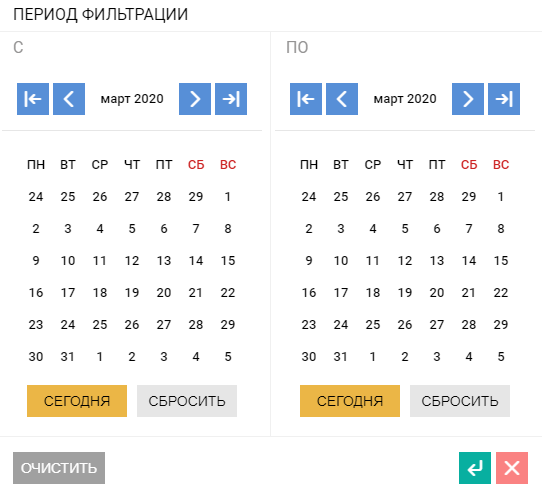 ПЕРИОД ФИЛЬТРАЦИИ
С
март 2020
ПН ВТ СР ЧТ ПТ СБ ВС
24 25 26 27 28 29 1
2 3 4 5 6 7 8
9 10 11 12 13 14 15
16 17 18 19 20 21 22
23 24 25 26 27 28 29
30 31 1 2 3 4 5
СЕГОДНЯ СБРОСИТЬ
ПО
март 2020
ПН ВТ СР ЧТ ПТ СБ ВС
24 25 26 27 28 29 1
2 3 4 5 6 7 8
9 10 11 12 13 14 15
16 17 18 19 20 21 22
23 24 25 26 27 28 29
30 31 1 2 3 4 5
СЕГОДНЯ СБРОСИТЬ
ОЧИСТИТЬ